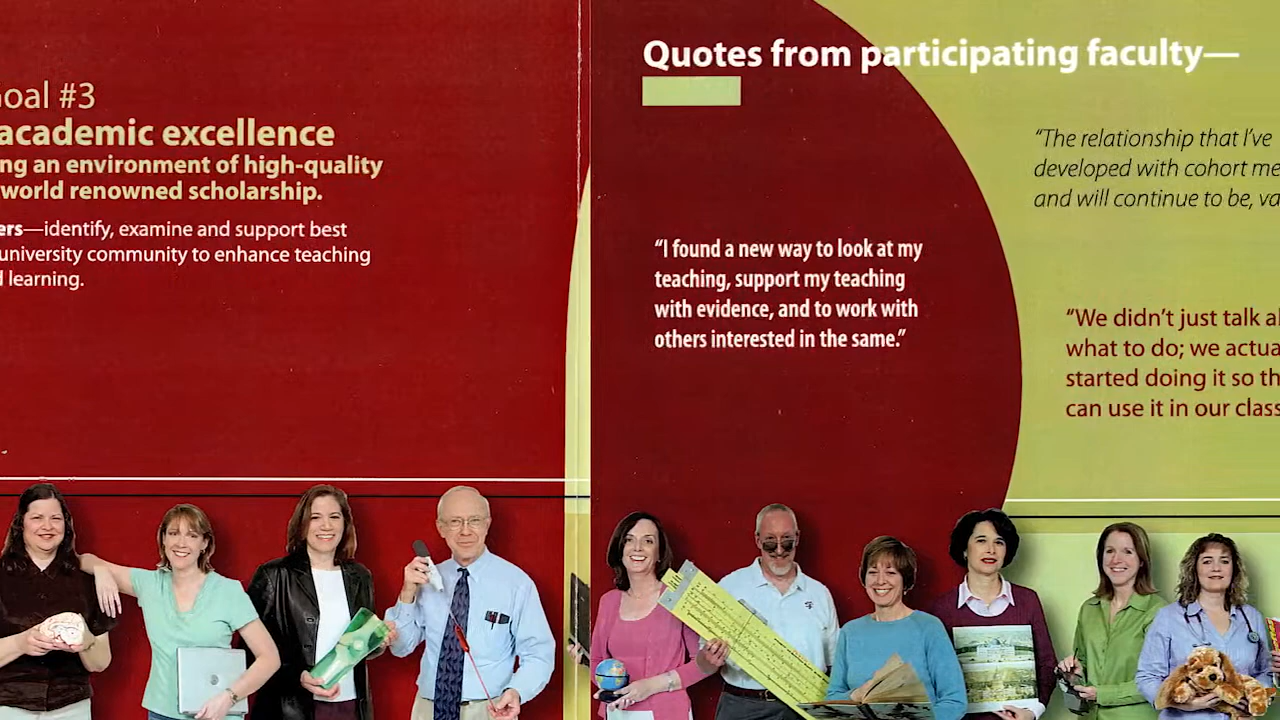 oal #3
academic excellence
ng an environment of high-quality
world renowned scholarship.
ers—identify, examine and support best
university community to enhance teaching
d learning.
Quotes from participating faculty—
“I found a new way to look at my
teaching, support my teaching
with evidence, and to work with
others interested in the same.”
“The relationship that I’ve
developed with cohort me
and will continue to be, va
“We didn’t just talk a
what to do; we actua
started doing it so th
can use it in our class